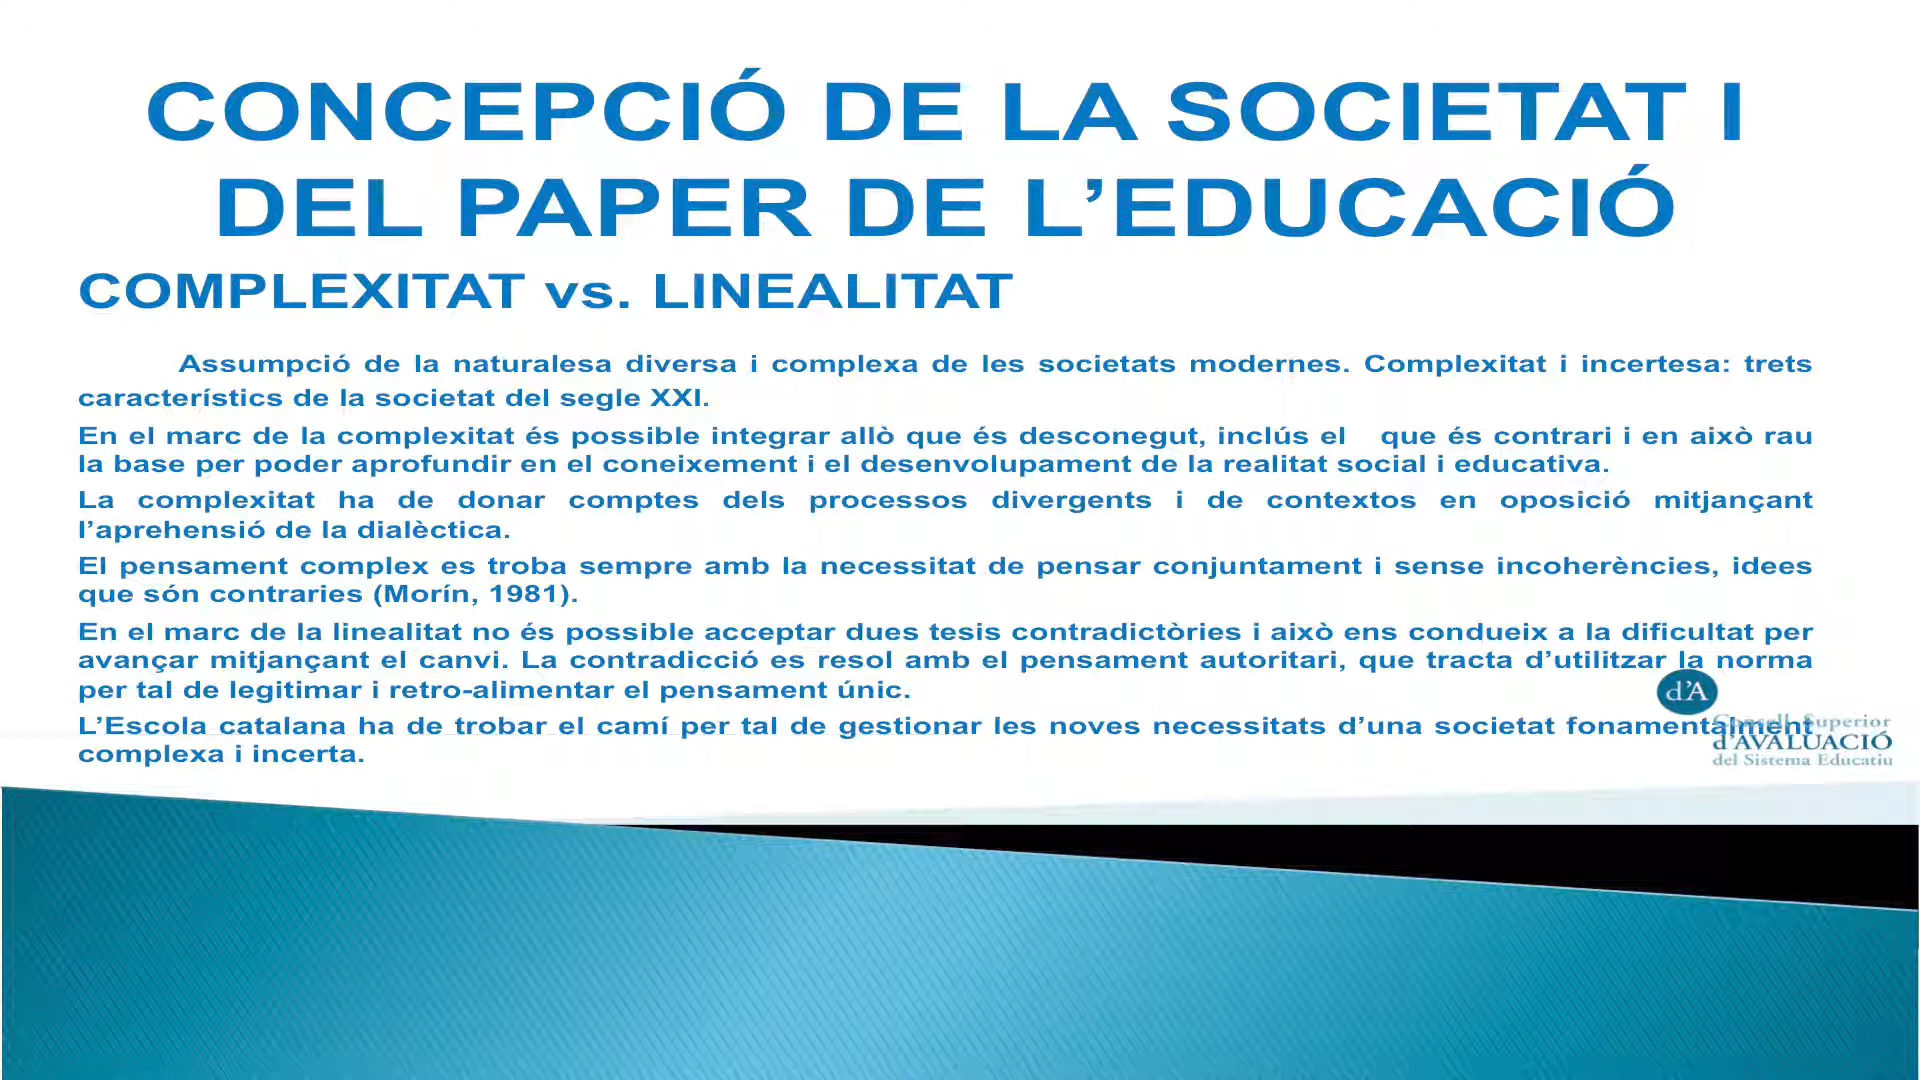 CONCEPCIÓ DE LA SOCIETAT I
DEL PAPER DE L’EDUCACIÓ
COMPLEXITAT vs. LINEALITAT
Assumpció de la naturalesa diversa i complexa de les societats modernes. Complexitat i incertesa: trets
característics de la societat del segle XXI.
En el marc de la complexitat és possible integrar allò que és desconegut, inclús el que és contrari i en això rau
la base per poder aprofundir en el coneixement i el desenvolupament de la realitat social i educativa.
La complexitat ha de donar comptes dels processos divergents i de contextos en oposició mitjançant
l’aprehensió de la dialèctica.
El pensament complex es troba sempre amb la necessitat de pensar conjuntament i sense incoherències, idees
que són contraries (Morín, 1981).
En el marc de la linealitat no és possible acceptar dues tesis contradictòries i això ens condueix a la dificultat per
avançar mitjançant el canvi. La contradicció es resol amb el pensament autoritari, que tracta d’utilitzar la norma
per tal de legitimar i retro-alimentar el pensament únic.
L’Escola catalana ha de trobar el camí per tal de gestionar les noves necessitats d’una societat fonamentalment
complexa i incerta.
d’A
Consell Superior
d’AVALUACIÓ
del Sistema Educatiu